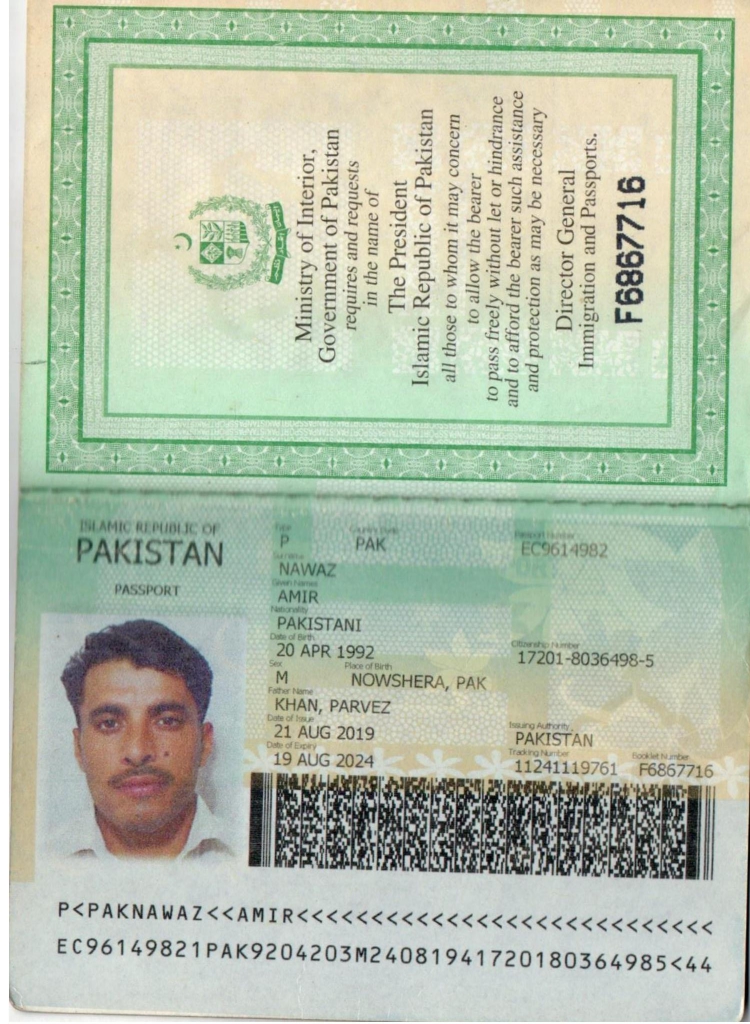 Ministry of Interior,
Government of Pakistan
requires and requests
in the name of
The President
Islamic Republic of Pakistan
all those to whom it may concern
to allow the bearer
to pass freely without let or hindrance
and to afford the bearer such assistance
and protection as may be necessary
Director General
Immigration and Passports.
F6867716
ISLAMIC REPUBLIC OF
PAKISTAN
PASSPORT
Type Country Code Passport Number
P PAK EC9614982
Surname
NAWAZ
Given Names
AMIR
Nationality
PAKISTANI
Date of Birth Citizenship Number
20 APR 1992 17201-8036498-5
Sex Place of Birth
M NOWSHERA, PAK
Father Name
KHAN, PARVEZ
Date of Issue Issuing Authority
21 AUG 2019 PAKISTAN
Date of Expiry Tracking Number Booklet Number
19 AUG 2024 11241119761 F6867716
P<PAKNAWAZ<<AMIR<<<<<<<<<<<<<<<<<<<<<<<<<<<<
EC96149821PAK9204203M24081941720180364985<44